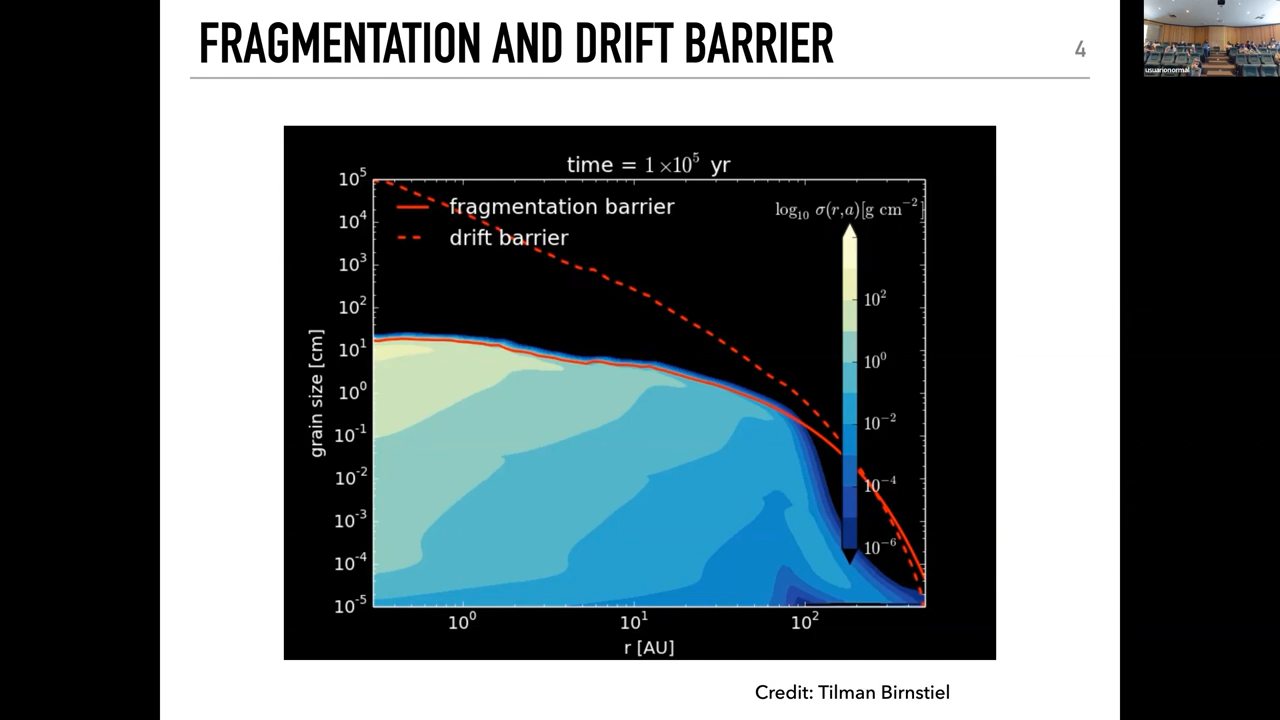 FRAGMENTATION AND DRIFT BARRIER
4
usuarionormal
time = 1×10⁵ yr
fragmentation barrier
drift barrier
log₁₀ σ(r,a)[g cm⁻²]
10⁵
10⁴
10³
10²
10¹
10⁰
10⁻¹
10⁻²
10⁻³
10⁻⁴
10⁻⁵
grain size [cm]
10²
10⁰
10⁻²
10⁻⁴
10⁻⁶
10⁰
10¹
10²
r [AU]
Credit: Tilman Birnstiel